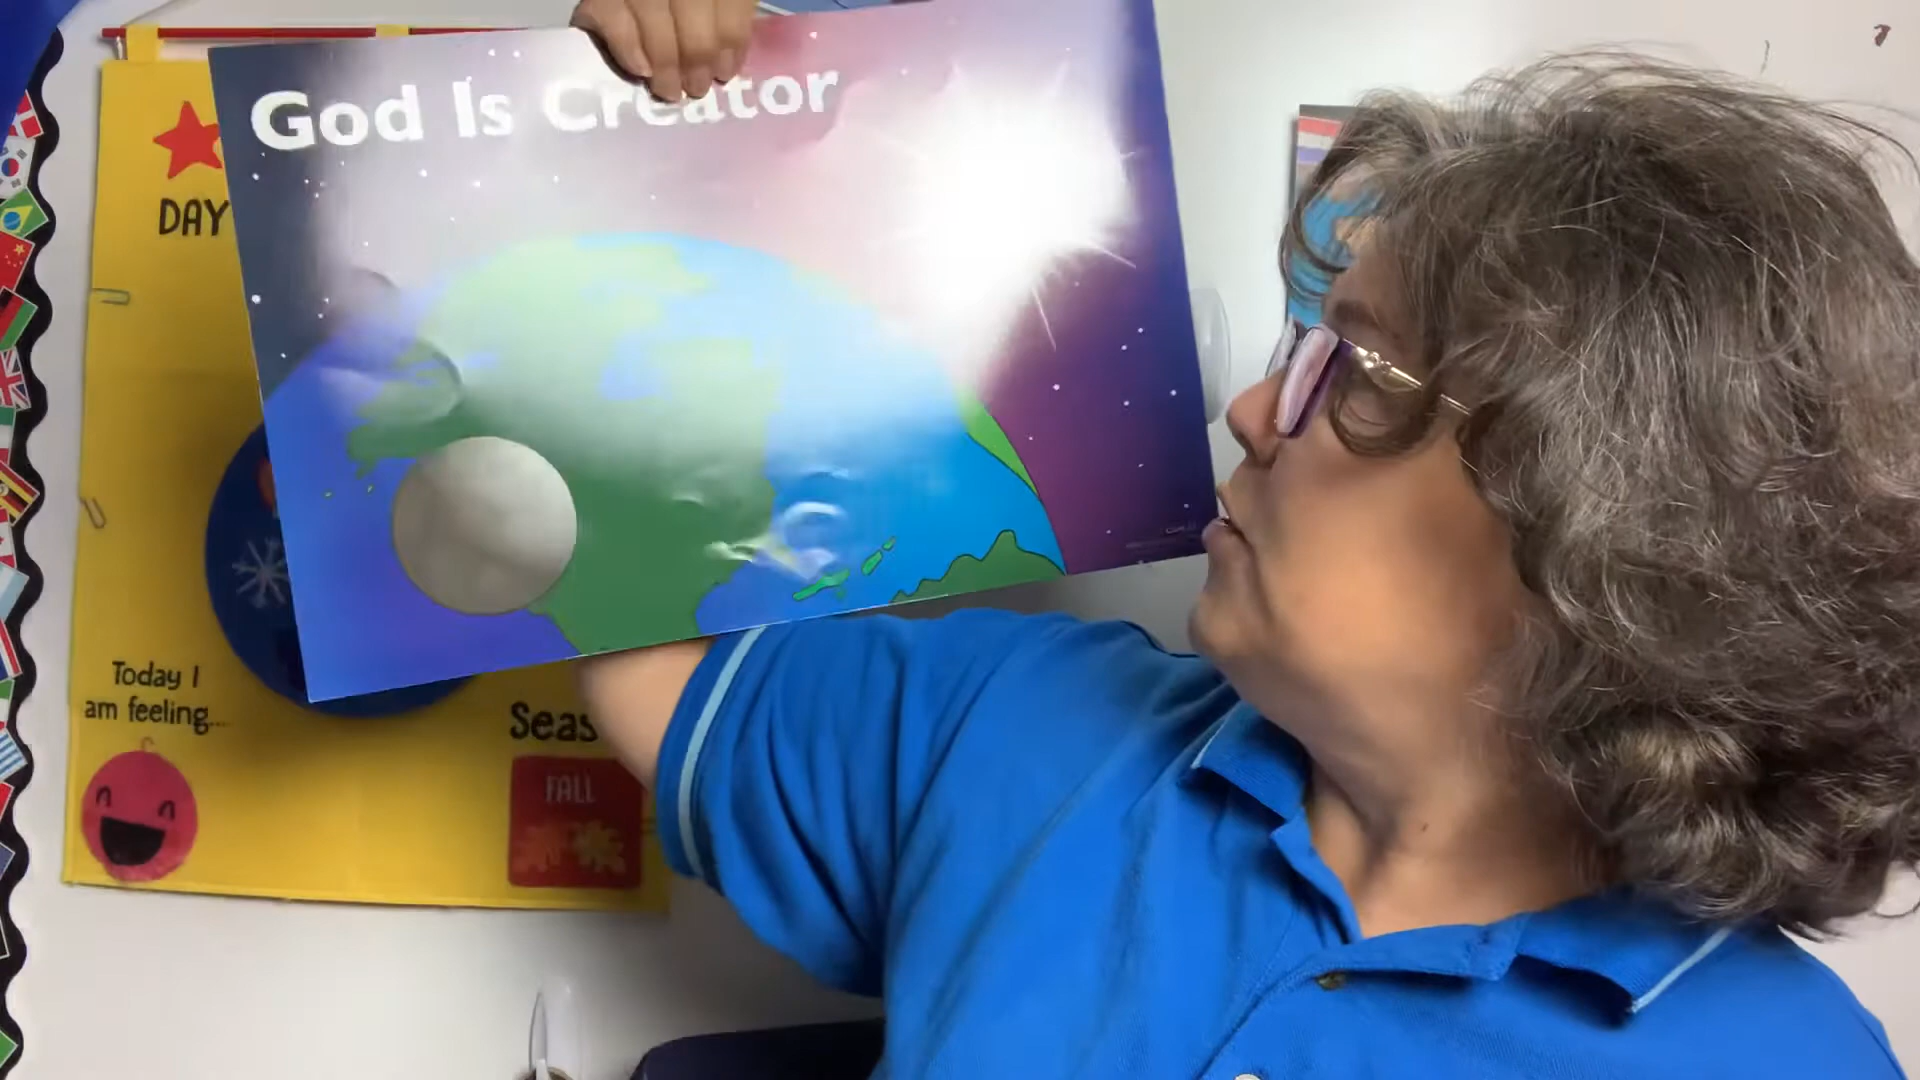 God Is Creator
DAY
Today I
am feeling...
Seas
FALL